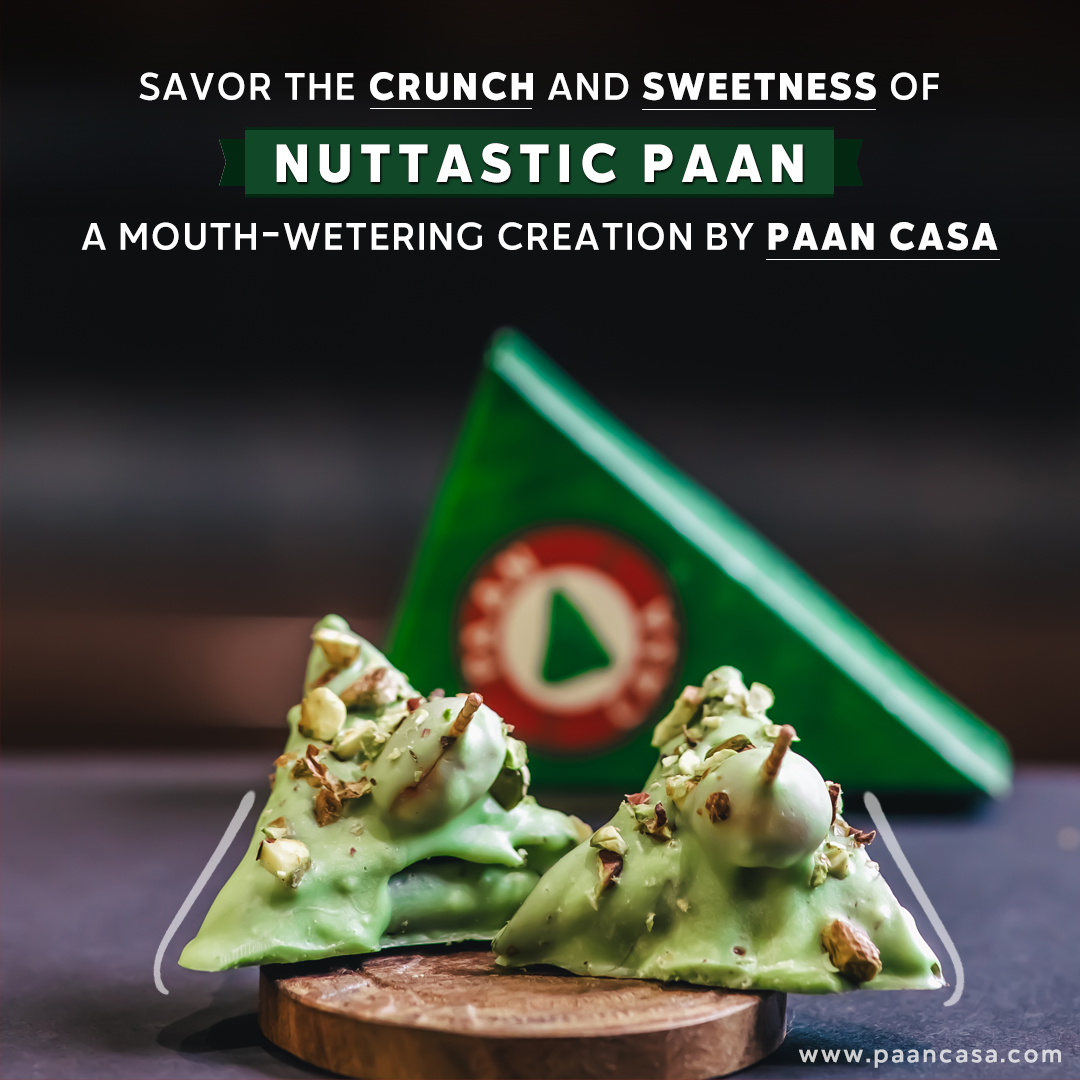 SAVOR THE CRUNCH AND SWEETNESS OF
NUTTASTIC PAAN
A MOUTH-WETERING CREATION BY PAAN CASA
www.paancasa.com